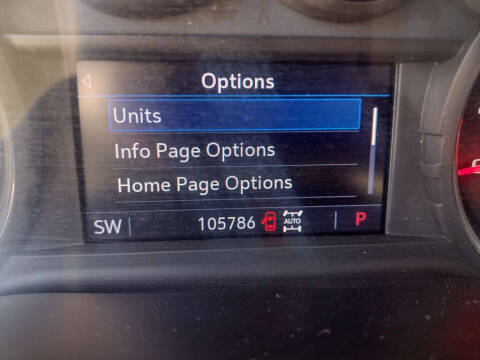 Options
Units
Info Page Options
Home Page Options
SW 105786 AUTO P